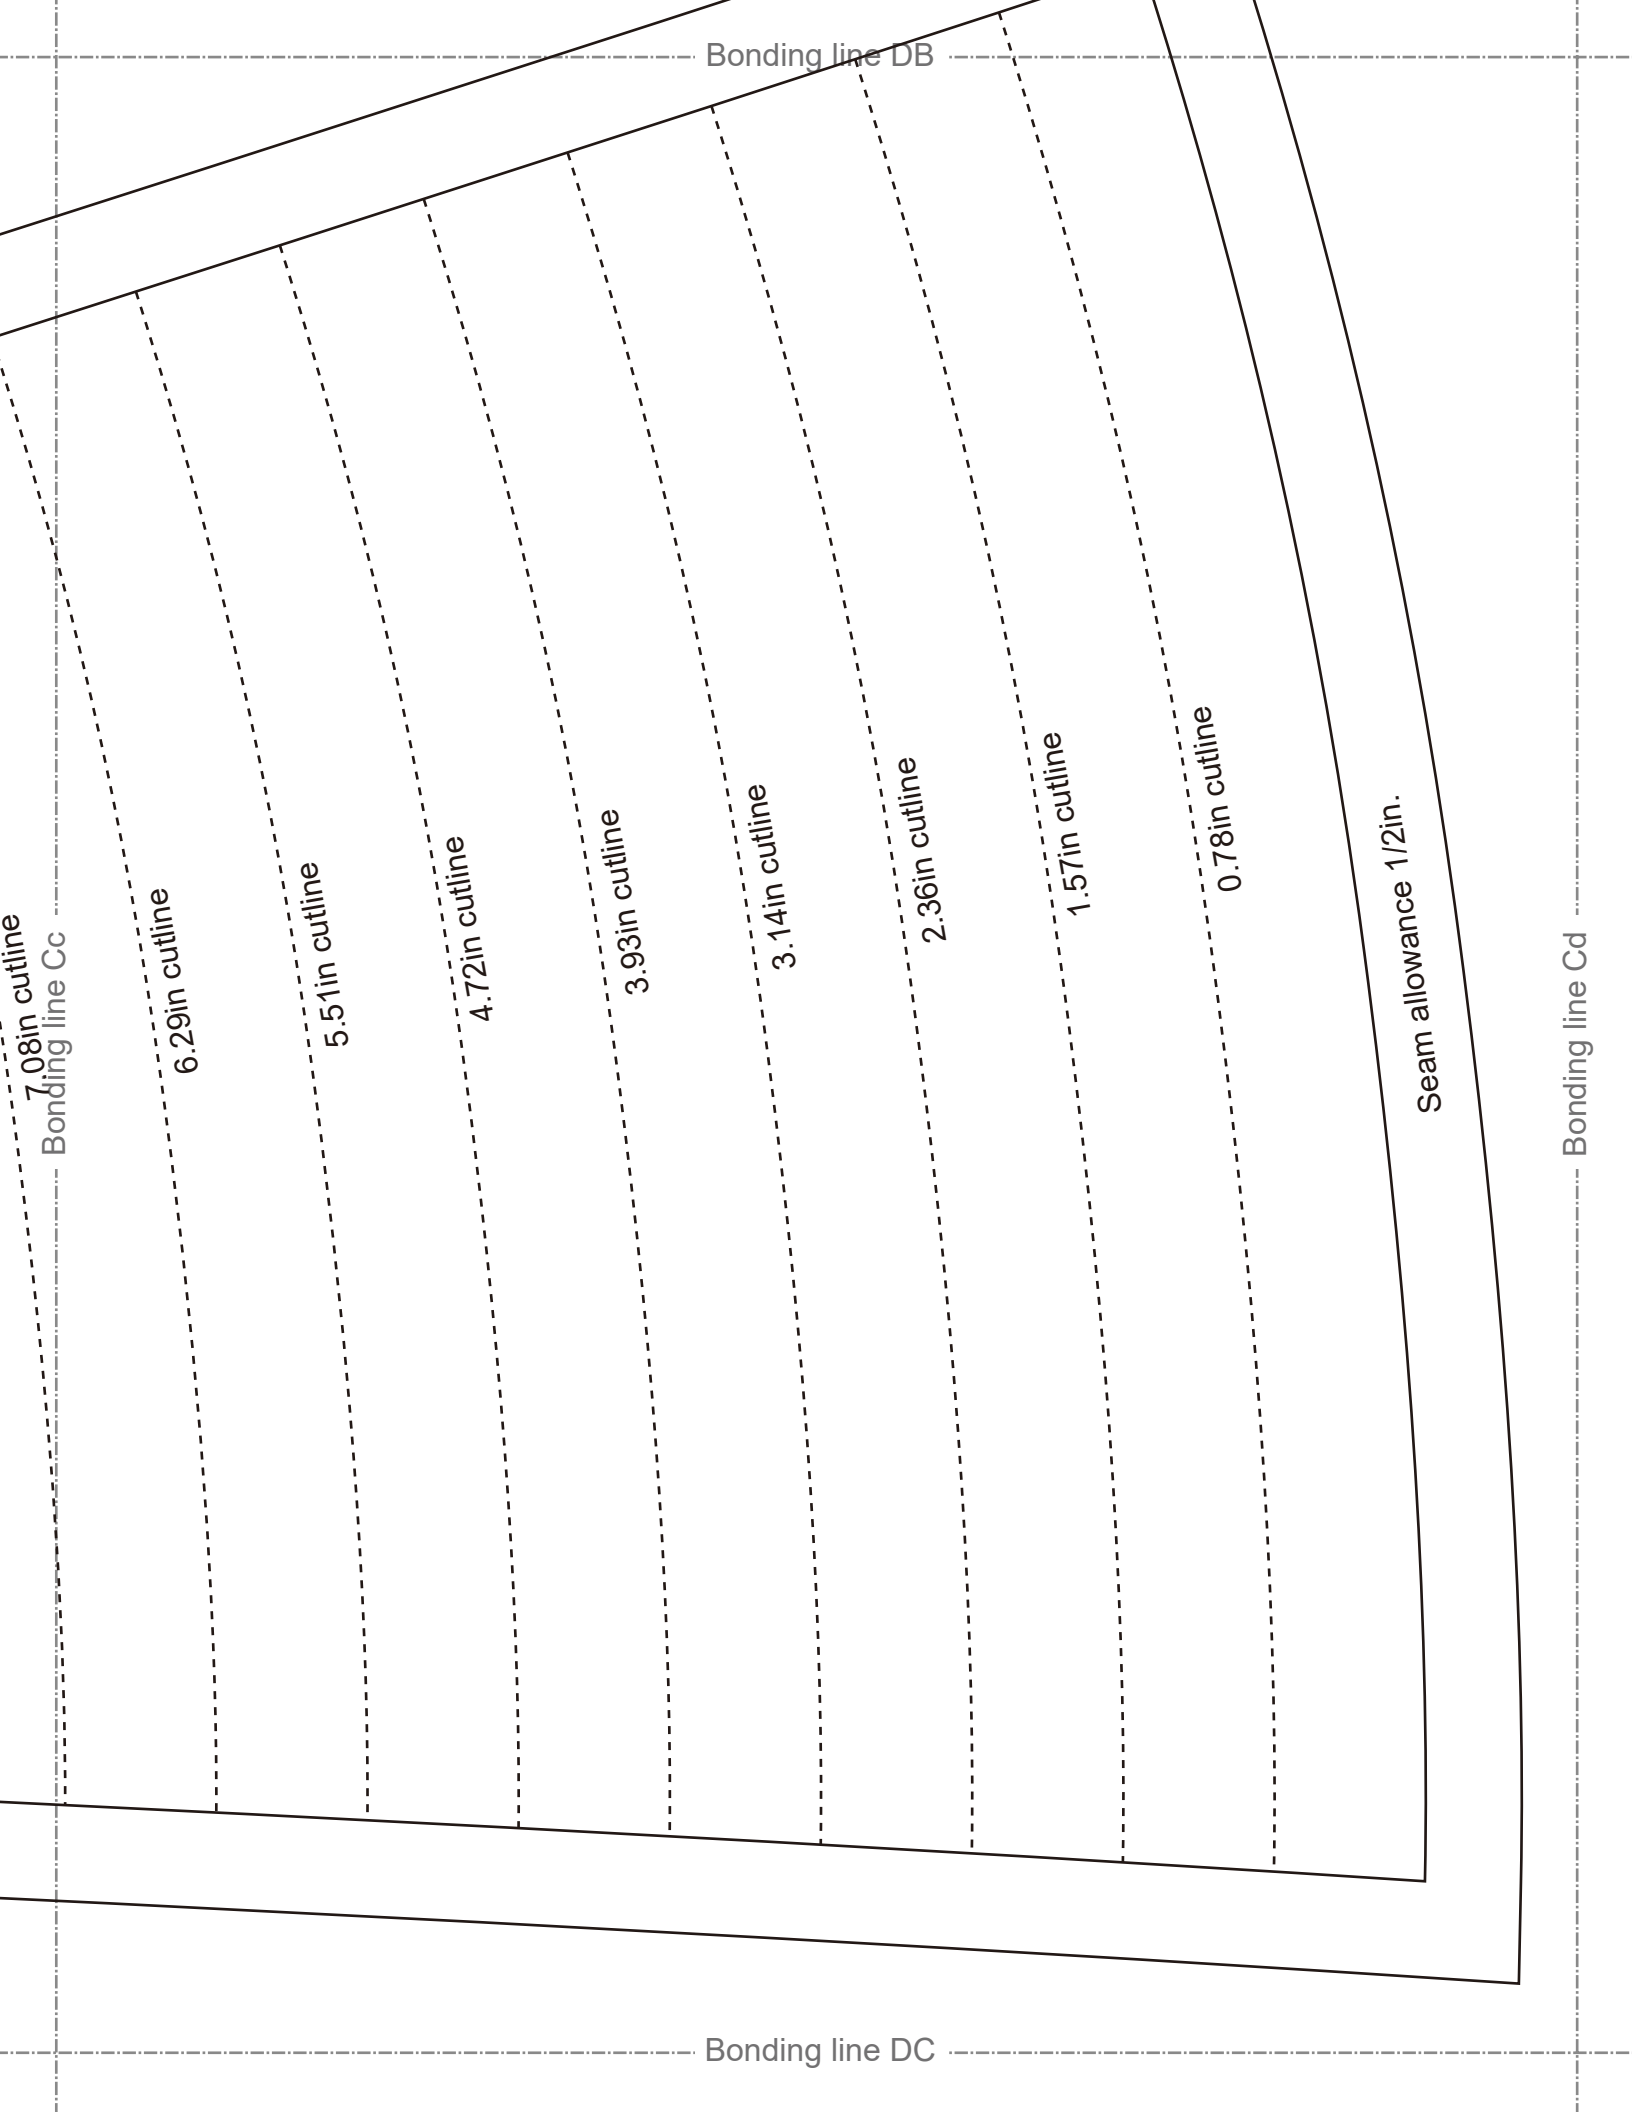 Bonding line DB
7.08in cutline
Bonding line Cc
6.29in cutline
5.51in cutline
4.72in cutline
3.93in cutline
3.14in cutline
2.36in cutline
1.57in cutline
0.78in cutline
Seam allowance 1/2in.
Bonding line Cd
Bonding line DC